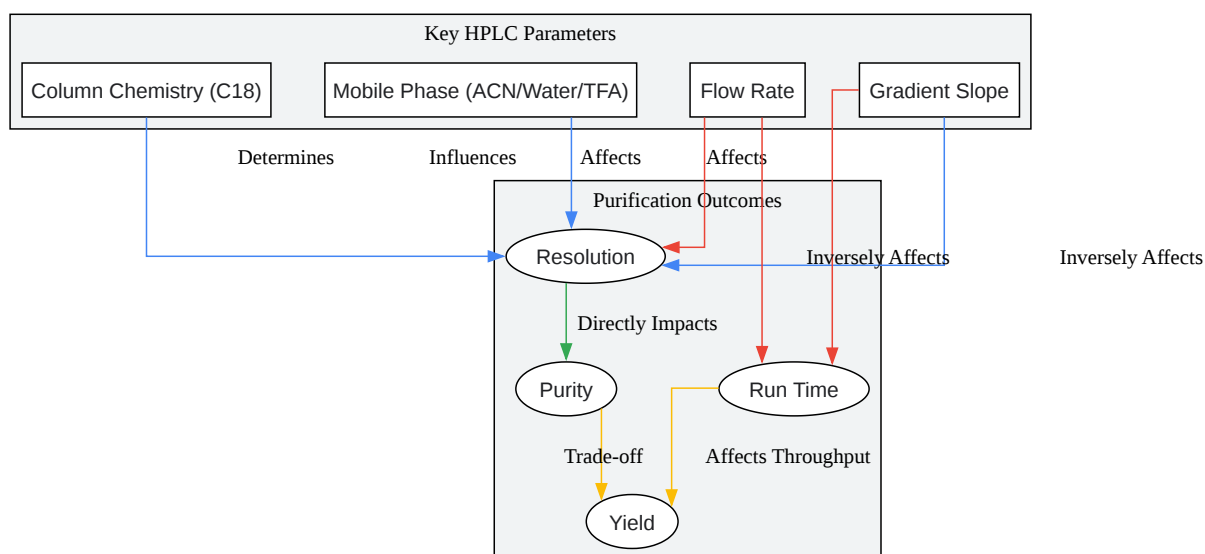 Key HPLC Parameters
Column Chemistry (C18)
Mobile Phase (ACN/Water/TFA)
Flow Rate
Gradient Slope
Determines
Influences
Affects
Affects
Purification Outcomes
Resolution
Inversely Affects
Inversely Affects
Directly Impacts
Purity
Run Time
Trade-off
Affects Throughput
Yield